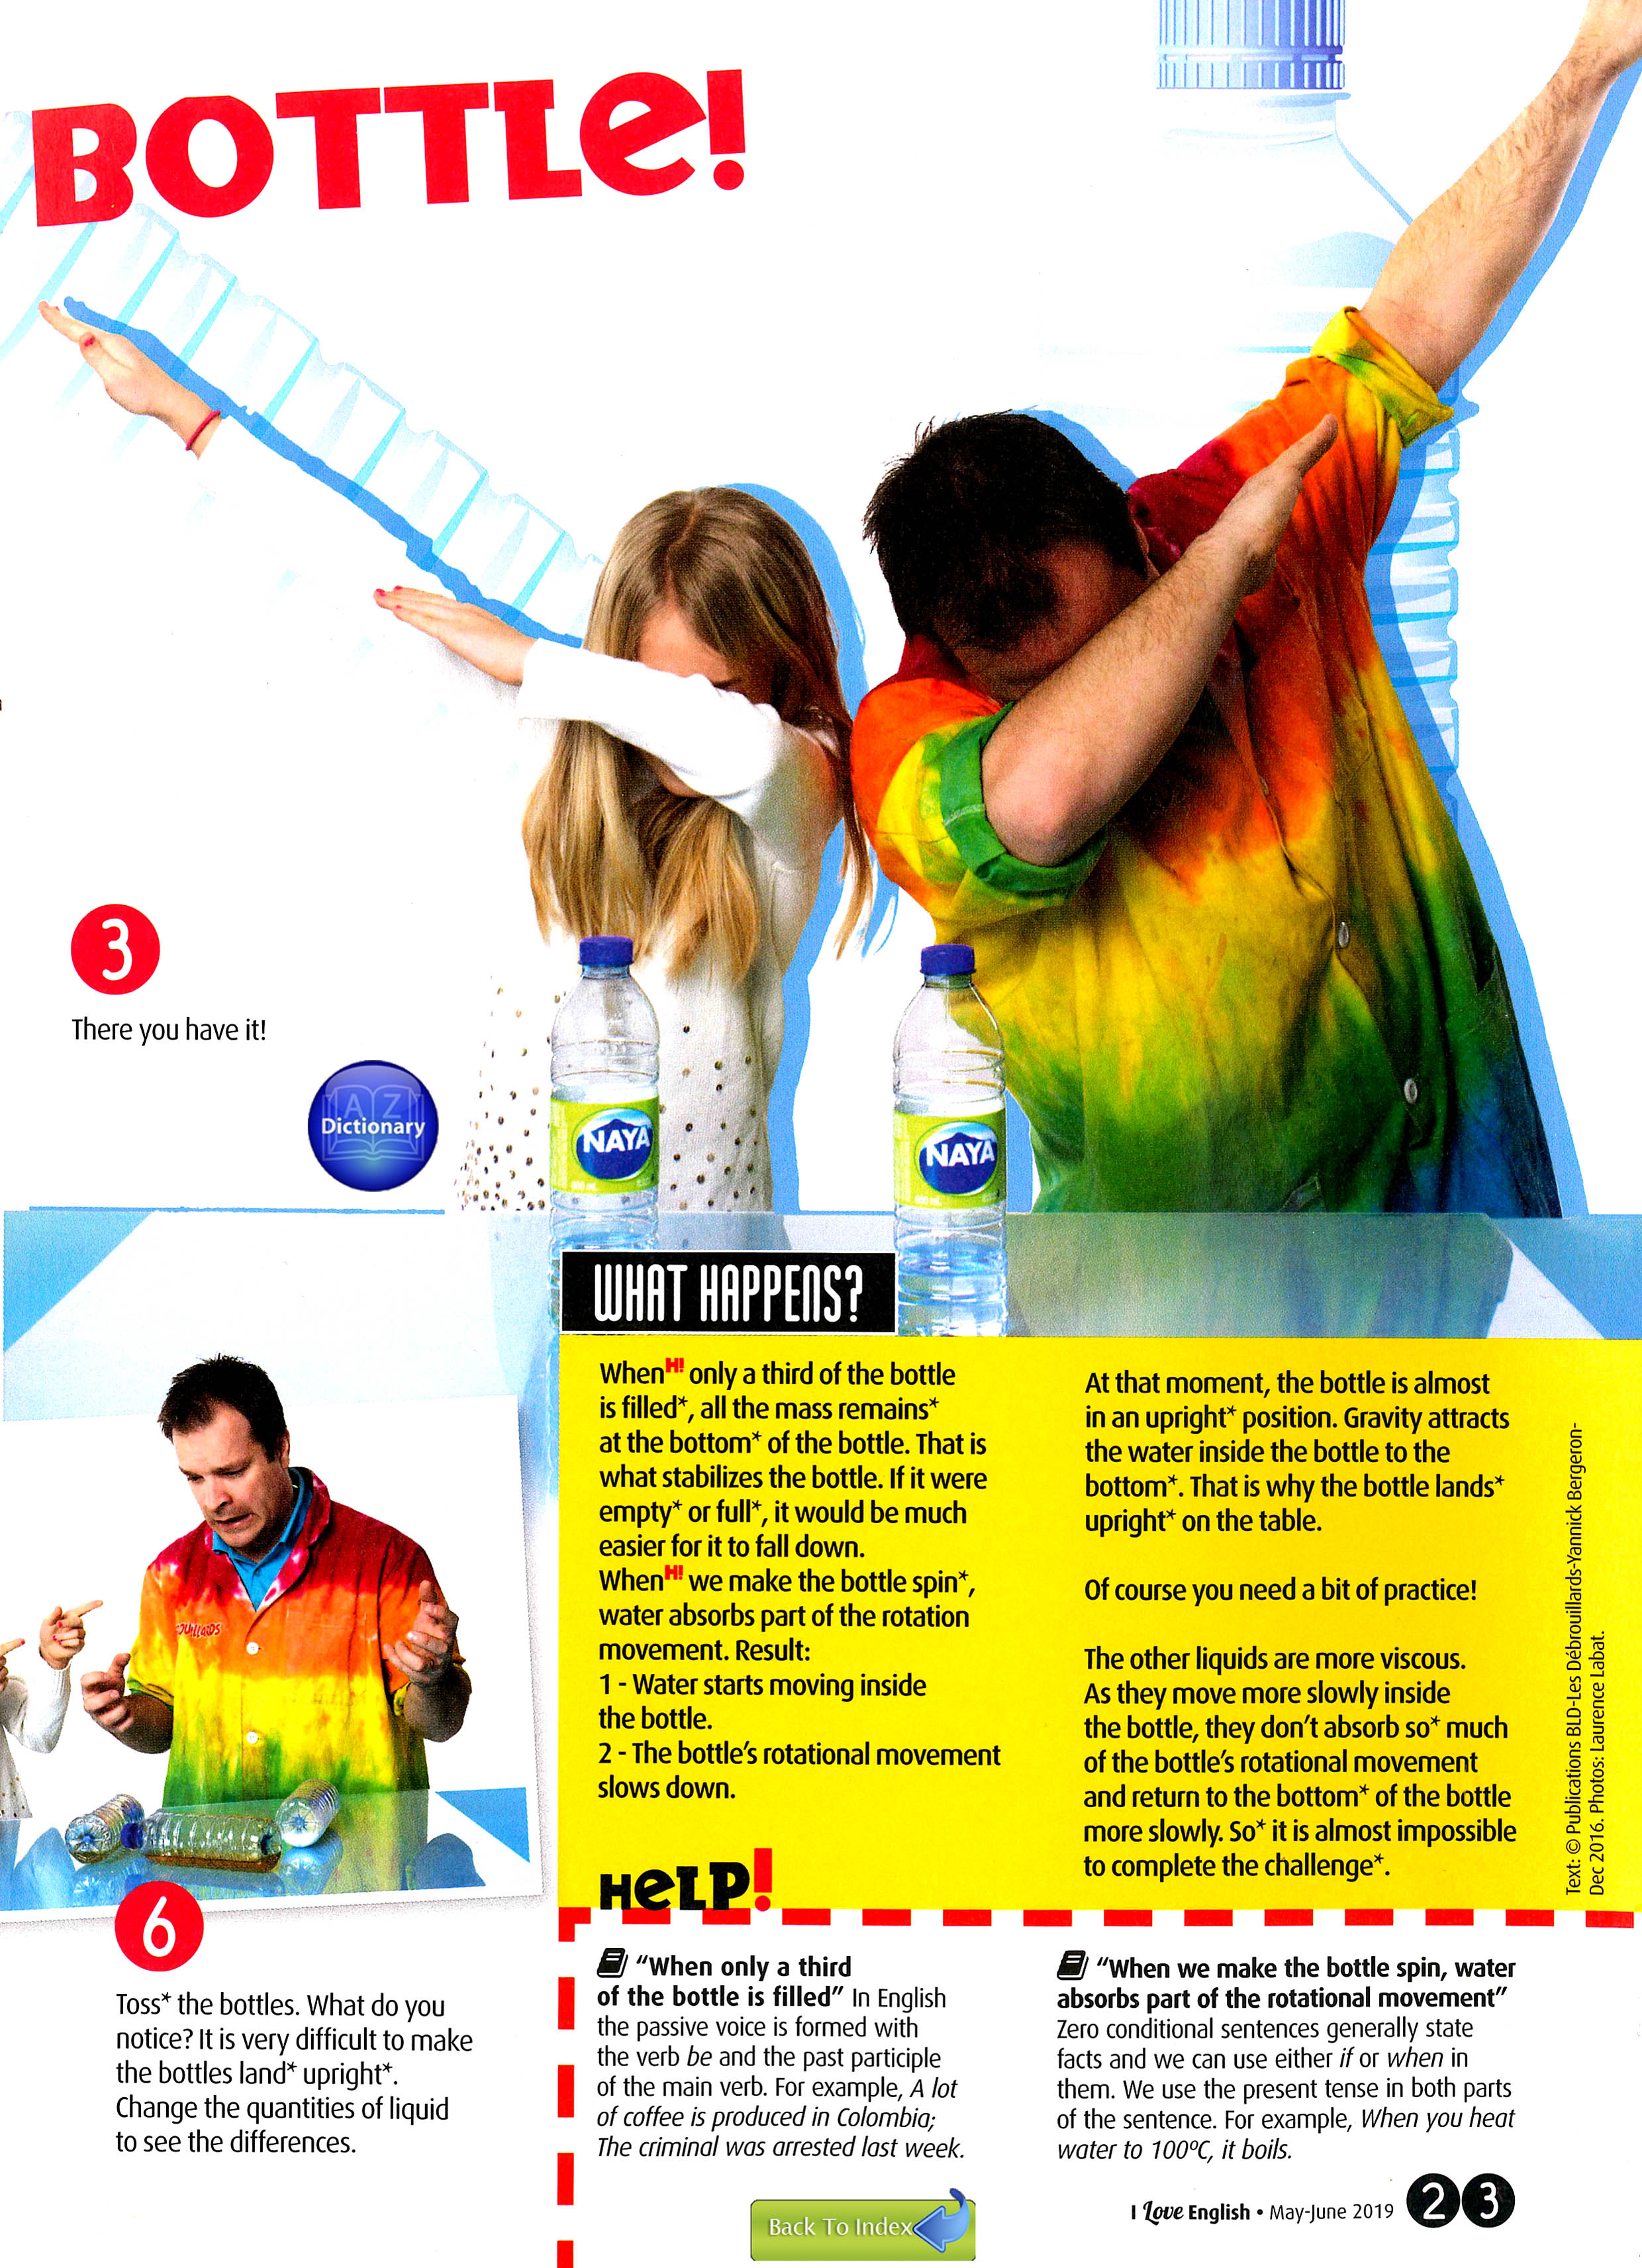 BOTTLe!
3
There you have it!
A Z
Dictionary
NAYA
NAYA
WHAT HAPPENS?
WhenH! only a third of the bottle
is filled*, all the mass remains*
at the bottom* of the bottle. That is
what stabilizes the bottle. If it were
empty* or full*, it would be much
easier for it to fall down.
WhenH! we make the bottle spin*,
water absorbs part of the rotation
movement. Result:
1 - Water starts moving inside
the bottle.
2 - The bottle’s rotational movement
slows down.
At that moment, the bottle is almost
in an upright* position. Gravity attracts
the water inside the bottle to the
bottom*. That is why the bottle lands*
upright* on the table.
Of course you need a bit of practice!
The other liquids are more viscous.
As they move more slowly inside
the bottle, they don’t absorb so* much
of the bottle’s rotational movement
and return to the bottom* of the bottle
more slowly. So* it is almost impossible
to complete the challenge*.
Text: © Publications BLD-Les Débrouillards-Yannick Bergeron-
Dec 2016. Photos: Laurence Labat.
6
Toss* the bottles. What do you
notice? It is very difficult to make
the bottles land* upright*.
Change the quantities of liquid
to see the differences.
HeLP!
“When only a third
of the bottle is filled” In English
the passive voice is formed with
the verb be and the past participle
of the main verb. For example, A lot
of coffee is produced in Colombia;
The criminal was arrested last week.
“When we make the bottle spin, water
absorbs part of the rotational movement”
Zero conditional sentences generally state
facts and we can use either if or when in
them. We use the present tense in both parts
of the sentence. For example, When you heat
water to 100ºC, it boils.
Back To Index
I Love English • May-June 2019 23